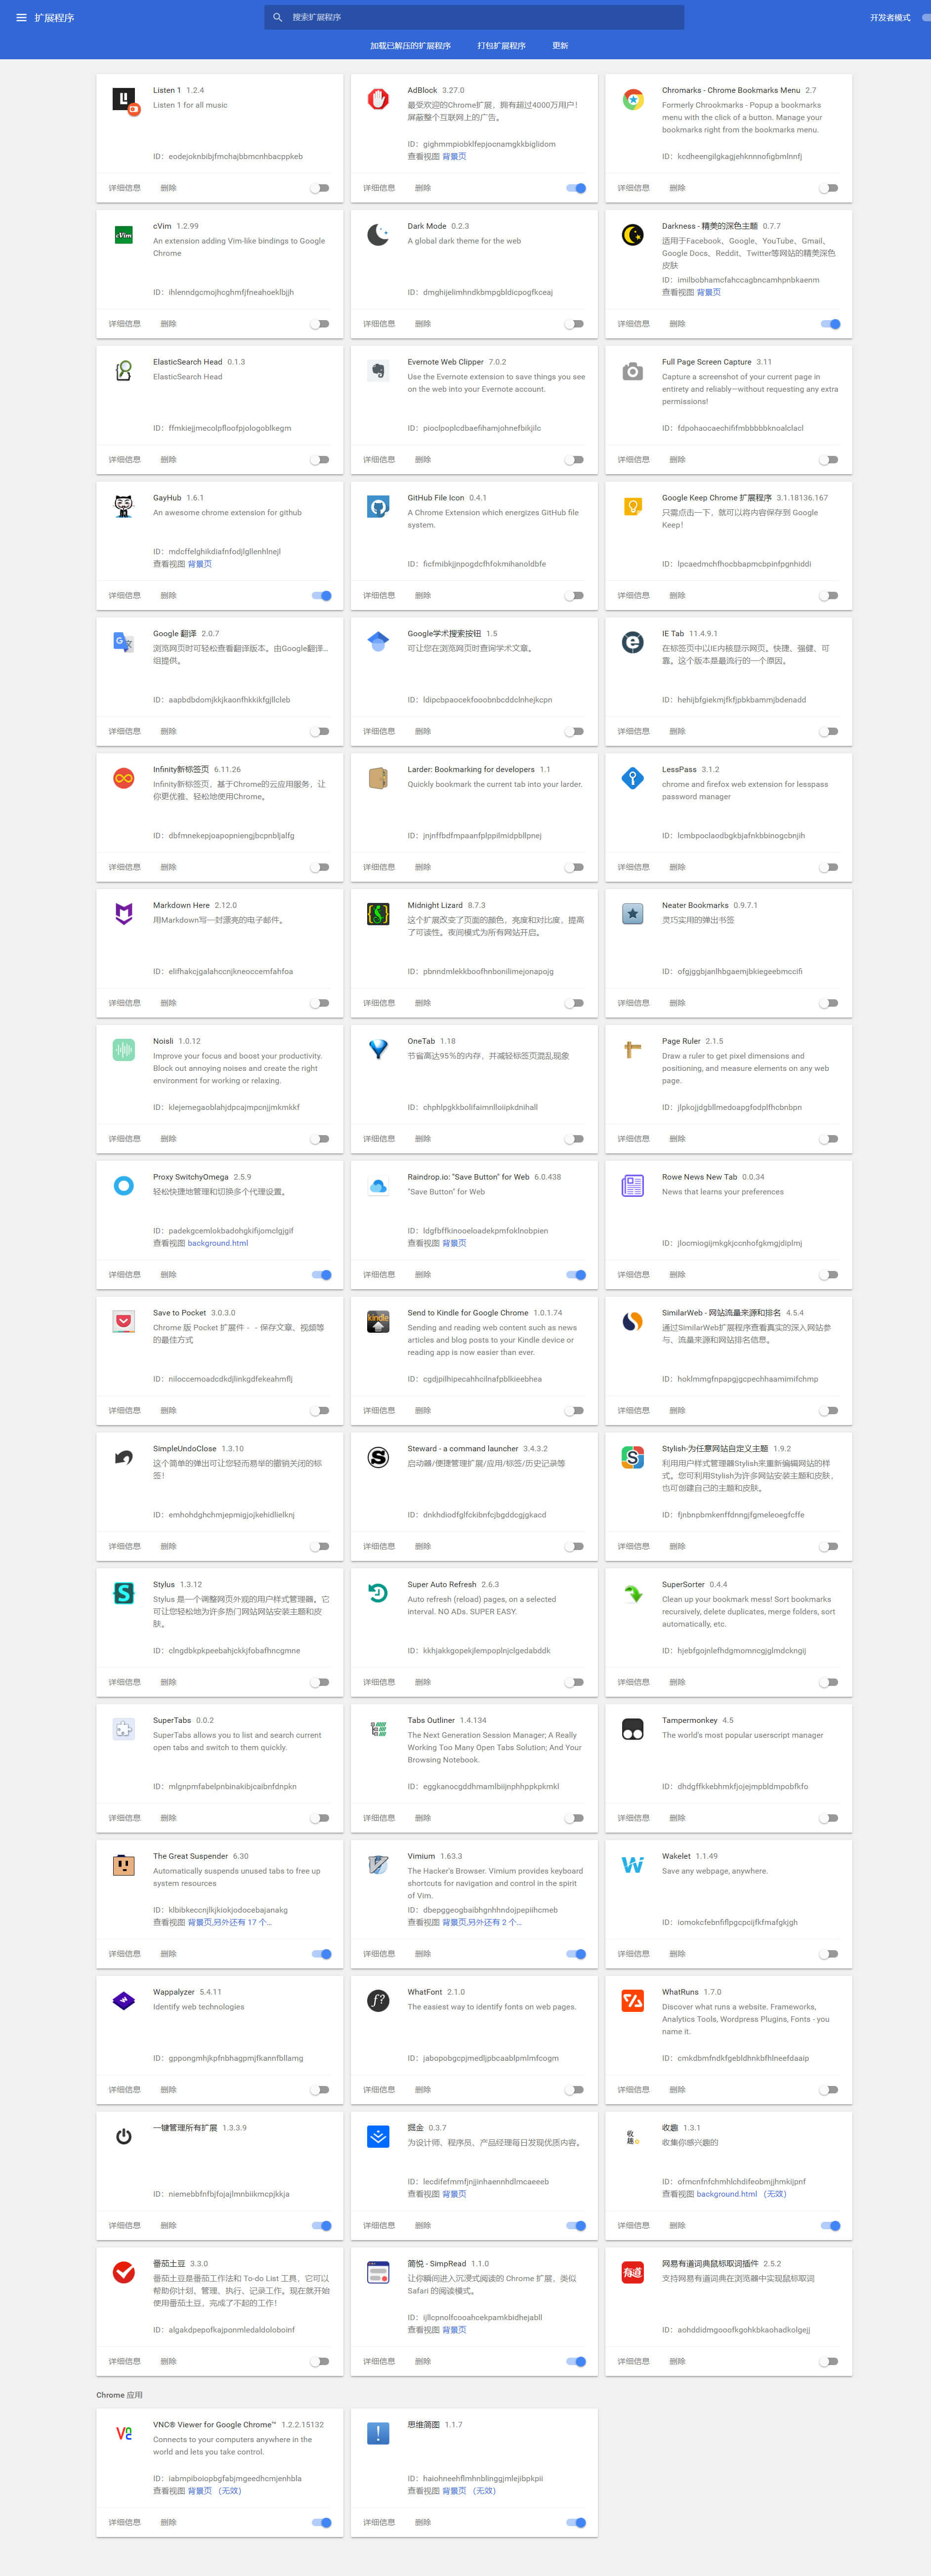 扩展程序
搜索扩展程序
开发者模式
加载已解压的扩展程序 打包扩展程序 更新
Listen 1 1.2.4
Listen 1 for all music
ID: eodejoknbibjfmchajbbmcnhbacppkeb
详细信息 删除
AdBlock 3.27.0
最受欢迎的Chrome扩展，拥有超过4000万用户！
屏蔽整个互联网上的广告。
ID: gighmmpiobklfepjocnamgkkbiglidom
查看视图 背景页
详细信息 删除
Chromarks - Chrome Bookmarks Menu 2.7
Formerly Chrookmarks - Popup a bookmarks
menu with the click of a button. Manage your
bookmarks right from the bookmarks menu.
ID: kcdheengilgkagjehknnnofigbmlnnfj
详细信息 删除
cVim 1.2.99
An extension adding Vim-like bindings to Google
Chrome
ID: ihlenndgcmojhcghmfjfneahoeklbjjh
详细信息 删除
Dark Mode 0.2.3
A global dark theme for the web
ID: dmghijelimhndkbmpgbldicpogfkceaj
详细信息 删除
Darkness - 精美的深色主题 0.7.7
适用于Facebook、Google、YouTube、Gmail、
Google Docs、Reddit、Twitter等网站的精美深色
皮肤
ID: imilbobhamcfahccagbncamhpnbkaenm
查看视图 背景页
详细信息 删除
ElasticSearch Head 0.1.3
ElasticSearch Head
ID: ffmkiejjmecolpfloofpjologoblkegm
详细信息 删除
Evernote Web Clipper 7.0.2
Use the Evernote extension to save things you see
on the web into your Evernote account.
ID: pioclpoplcdbaefihamjohnefbikjilc
详细信息 删除
Full Page Screen Capture 3.11
Capture a screenshot of your current page in
entirety and reliably—without requesting any extra
permissions!
ID: fdpohaocaechififmbbbbbknoalclacl
详细信息 删除
GayHub 1.6.1
An awesome chrome extension for github
ID: mdcffelghikdiafnfodjlgllenhlnejl
查看视图 背景页
详细信息 删除
GitHub File Icon 0.4.1
A Chrome Extension which energizes GitHub file
system.
ID: ficfmibkjjnpogdcfhfokmihanoldbfe
详细信息 删除
Google Keep Chrome 扩展程序 3.1.18136.167
只需点击一下，就可以将内容保存到 Google
Keep！
ID: lpcaedmchfhocbbapmcbpinfpgnhiddi
详细信息 删除
Google 翻译 2.0.7
浏览网页时可轻松查看翻译版本。由Google翻译...
组提供。
ID: aapbdbdomjkkjkaonfhkkikfgjllcleb
详细信息 删除
Google学术搜索按钮 1.5
可让您在浏览网页时查询学术文章。
ID: ldipcbpaocekfooobnbcddclnhejkcpn
详细信息 删除
IE Tab 11.4.9.1
在标签页中以IE内核显示网页。快捷，强健，可
靠。这个版本是最流行的一个原因。
ID: hehijbfgiekmjfkfjpbkbammjbdenadd
详细信息 删除
Infinity新标签页 6.11.26
Infinity新标签页，基于Chrome的云应用服务，让
你更优雅，轻松地使用Chrome。
ID: dbfmnekepjoapopniengjbcpnbljalfg
详细信息 删除
Larder: Bookmarking for developers 1.1
Quickly bookmark the current tab into your larder.
ID: jnjnffbdfmpaanfplppilmidpbllpnej
详细信息 删除
LessPass 3.1.2
chrome and firefox web extension for lesspass
password manager
ID: lcmbpoclaodbgkbjafnkbbinogcbnjih
详细信息 删除
Markdown Here 2.12.0
用Markdown写一封漂亮的电子邮件。
ID: elifhakcjgalahccnjkneoccemfahfoa
详细信息 删除
Midnight Lizard 8.7.3
这个扩展改变了页面的颜色，亮度和对比度，提高
了可读性。夜间模式为所有网站开启。
ID: pbnndmlekkboofhnbonilimejonapojg
详细信息 删除
Neater Bookmarks 0.9.7.1
灵巧实用的弹出书签
ID: ofgjggbjanlhbgaemjbkiegeebmccifi
详细信息 删除
Noisli 1.0.12
Improve your focus and boost your productivity.
Block out annoying noises and create the right
environment for working or relaxing.
ID: klejemegaoblahjdpcajmpcnjjmkmkkf
详细信息 删除
OneTab 1.18
节省高达95％的内存，并减轻标签页混乱现象
ID: chphlpgkkbolifaimnlloiipkdnihall
详细信息 删除
Page Ruler 2.1.5
Draw a ruler to get pixel dimensions and
positioning, and measure elements on any web
page.
ID: jlpkojjdgbllmedoapgfodplfhcbnbpn
详细信息 删除
Proxy SwitchyOmega 2.5.9
轻松快捷地管理和切换多个代理设置。
ID: padekgcemlokbadohgkifijomclgjgif
查看视图 background.html
详细信息 删除
Raindrop.io: "Save Button" for Web 6.0.438
"Save Button" for Web
ID: ldgfbffkinooeloadekpmfoklnobpien
查看视图 背景页
详细信息 删除
Rowe News New Tab 0.0.34
News that learns your preferences
ID: jlocmiogijmkgkjccnhofgkmgjdiplmj
详细信息 删除
Save to Pocket 3.0.3.0
Chrome 版 Pocket 扩展件－－保存文章、视频等
的最佳方式
ID: niloccemoadcdkdjlinkgdfekeahmflj
详细信息 删除
Send to Kindle for Google Chrome 1.0.1.74
Sending and reading web content such as news
articles and blog posts to your Kindle device or
reading app is now easier than ever.
ID: cgdjpilhipecahhcilnafpblkieebhea
详细信息 删除
SimilarWeb - 网站流量来源和排名 4.5.4
通过SimilarWeb扩展程序查看真实的深入网站参
与、流量来源和网站排名信息。
ID: hoklmmgfnpapgjgcpechhaamimifchmp
详细信息 删除
SimpleUndoClose 1.3.10
这个简单的弹出可让您轻而易举的撤销关闭的标
签！
ID: emhohdghchmjepmigjojkehidlielknj
详细信息 删除
Steward - a command launcher 3.4.3.2
启动器/便捷管理扩展/应用/标签/历史记录等
ID: dnkhdiodfglfckibnfcjbgddcgjgkacd
详细信息 删除
Stylish-为任意网站自定义主题 1.9.2
利用用户样式管理器Stylish来重新编辑网站的样
式。您可利用Stylish为许多网站安装主题和皮肤，
也可创建自己的主题和皮肤。
ID: fjnbnpbmkenffdnngjfgmeleoegfcffe
详细信息 删除
Stylus 1.3.12
Stylus 是一个调整网页外观的用户样式管理器。它
可让您轻松地为许多热门网站网站安装主题和皮
肤。
ID: clngdbkpkpeebahjckkjfobafhncgmne
详细信息 删除
Super Auto Refresh 2.6.3
Auto refresh (reload) pages, on a selected
interval. NO ADs. SUPER EASY.
ID: kkhjakkgopekjlempoplnjclgedabddk
详细信息 删除
SuperSorter 0.4.4
Clean up your bookmark mess! Sort bookmarks
recursively, delete duplicates, merge folders, sort
automatically, etc.
ID: hjebfgojnlefhdgmomncgjglmdckngij
详细信息 删除
SuperTabs 0.0.2
SuperTabs allows you to list and search current
open tabs and switch to them quickly.
ID: mlgnpmfabelpnbinakibjcaibnfdnpkn
详细信息 删除
Tabs Outliner 1.4.134
The Next Generation Session Manager; A Really
Working Too Many Open Tabs Solution; And Your
Browsing Notebook.
ID: eggkanocgddhmamlbiijnphhppkpkmkl
详细信息 删除
Tampermonkey 4.5
The world's most popular userscript manager
ID: dhdgffkkebhmkfjojejmpbldmpobfkfo
详细信息 删除
The Great Suspender 6.30
Automatically suspends unused tabs to free up
system resources
ID: klbibkeccnjlkjkiokjodocebajanakg
查看视图 背景页,另外还有 17 个...
详细信息 删除
Vimium 1.63.3
The Hacker's Browser. Vimium provides keyboard
shortcuts for navigation and control in the spirit
of Vim.
ID: dbepggeogbaibhgnhhndojpepiihcmeb
查看视图 背景页,另外还有 2 个...
详细信息 删除
Wakelet 1.1.49
Save any webpage, anywhere.
ID: iomokcfebnfiflpgcpcijfkfmafgkjgh
详细信息 删除
Wappalyzer 5.4.11
Identify web technologies
ID: gppongmhjkpfnbhagpmjfkannfbllamg
详细信息 删除
WhatFont 2.1.0
The easiest way to identify fonts on web pages.
ID: jabopobgcpjmedljpbcaablpmlmfcogm
详细信息 删除
WhatRuns 1.7.0
Discover what runs a website. Frameworks,
Analytics Tools, Wordpress Plugins, Fonts - you
name it.
ID: cmkdbmfndkfgebldhnkbfhlneefdaaip
详细信息 删除
一键管理所有扩展 1.3.3.9
ID: niemebbfnfbjfojajlmnbiikmcpjkkja
详细信息 删除
掘金 0.3.7
为设计师、程序员、产品经理每日发现优质内容。
ID: lecdifefmmfjnjjinhaennhdlmcaeeeb
查看视图 背景页
详细信息 删除
收趣 1.3.1
收集你感兴趣的
ID: ofmcnfnfchmhlchdifeobmjjhmkijpnf
查看视图 background.html （无效）
详细信息 删除
番茄土豆 3.3.0
番茄土豆是番茄工作法和 To-do List 工具，它可以
帮助你计划、管理、执行、记录工作。现在就开始
使用番茄土豆，完成了不起的工作！
ID: algakdpepofkajponmledaldoloboinf
详细信息 删除
简悦 - SimpRead 1.1.0
让你瞬间进入沉浸式阅读的 Chrome 扩展，类似
Safari 的阅读模式。
ID: ijllcpnolfcooahcekpamkbidhejabll
查看视图 背景页
详细信息 删除
网易有道词典鼠标取词插件 2.5.2
支持网易有道词典在浏览器中实现鼠标取词
ID: aohddidmgooofkgohkbkaohadkolgejj
详细信息 删除
Chrome 应用
VNC® Viewer for Google Chrome™ 1.2.2.15132
Connects to your computers anywhere in the
world and lets you take control.
ID: iabmpiboiopbgfabjmgeedhcmjenhbla
查看视图 背景页 （无效）
详细信息 删除
思维简图 1.1.7
ID: haiohneehflmhnblinggjmlejibpkpii
查看视图 背景页 （无效）
详细信息 删除